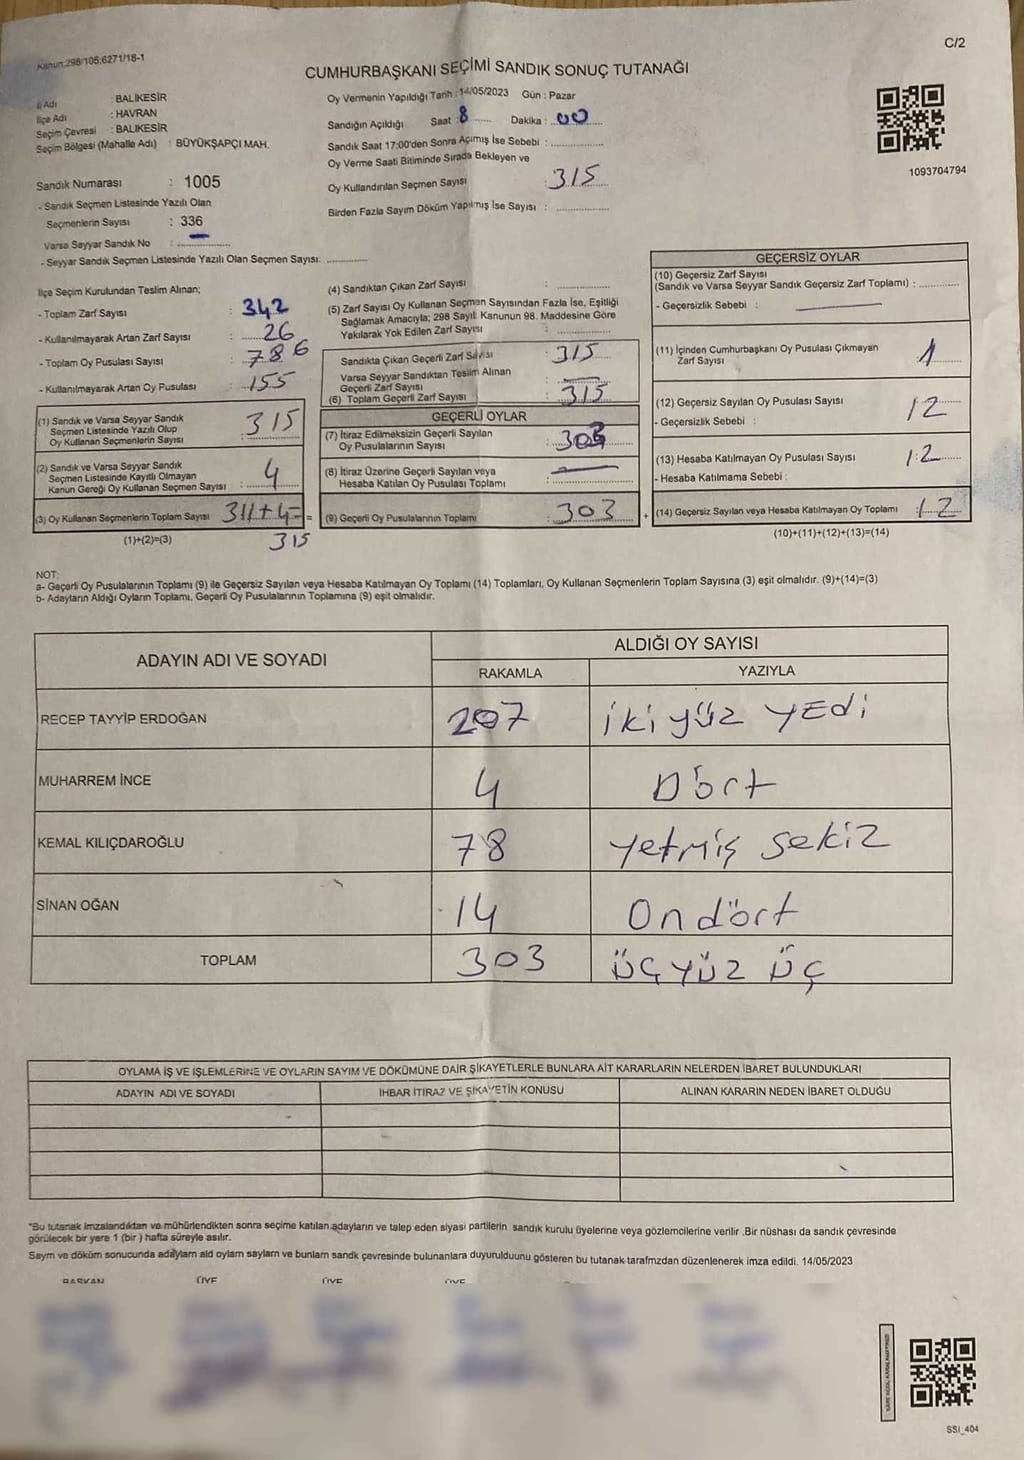 Kanun:298/105;6271/18-1
C/2
CUMHURBAŞKANI SEÇİMİ SANDIK SONUÇ TUTANAĞI
İl Adı : BALIKESİR
İlçe Adı : HAVRAN
Seçim Çevresi : BALIKESİR
Seçim Bölgesi (Mahalle Adı) : BÜYÜKŞAPÇI MAH.
Oy Vermenin Yapıldığı Tarih : 14/05/2023 Gün : Pazar
Sandığın Açıldığı Saat : 8 Dakika : 00
Sandık Saat 17:00'den Sonra Açılmış İse Sebebi :
Oy Verme Saati Bitiminde Sırada Bekleyen ve
Oy Kullandırılan Seçmen Sayısı : 315
Birden Fazla Sayım Döküm Yapılmış İse Sayısı :
1093704794
Sandık Numarası : 1005
- Sandık Seçmen Listesinde Yazılı Olan
Seçmenlerin Sayısı : 336
Varsa Seyyar Sandık No :
- Seyyar Sandık Seçmen Listesinde Yazılı Olan Seçmen Sayısı:
İlçe Seçim Kurulundan Teslim Alınan;
- Toplam Zarf Sayısı : 342
- Kullanılmayarak Artan Zarf Sayısı : 26
- Toplam Oy Pusulası Sayısı : 786
- Kullanılmayarak Artan Oy Pusulası : 155
(1) Sandık ve Varsa Seyyar Sandık
Seçmen Listesinde Yazılı Olup
Oy Kullanan Seçmenlerin Sayısı : 315
(2) Sandık ve Varsa Seyyar Sandık
Seçmen Listesinde Kayıtlı Olmayan
Kanun Gereği Oy Kullanan Seçmen Sayısı : 4
(3) Oy Kullanan Seçmenlerin Toplam Sayısı 311+4= =
(1)+(2)=(3) 315
(4) Sandıktan Çıkan Zarf Sayısı :
(5) Zarf Sayısı Oy Kullanan Seçmen Sayısından Fazla İse, Eşitliği
Sağlamak Amacıyla; 298 Sayılı Kanunun 98. Maddesine Göre
Yakılarak Yok Edilen Zarf Sayısı :
Sandıkta Çıkan Geçerli Zarf Sayısı : 315
Varsa Seyyar Sandıktan Teslim Alınan
Geçerli Zarf Sayısı : —
(6) Toplam Geçerli Zarf Sayısı : 315
GEÇERLİ OYLAR
(7) İtiraz Edilmeksizin Geçerli Sayılan
Oy Pusulalarının Sayısı : 303
(8) İtiraz Üzerine Geçerli Sayılan veya
Hesaba Katılan Oy Pusulası Toplamı : —
(9) Geçerli Oy Pusulalarının Toplamı : 303 +
GEÇERSİZ OYLAR
(10) Geçersiz Zarf Sayısı
(Sandık ve Varsa Seyyar Sandık Geçersiz Zarf Toplamı) :
- Geçersizlik Sebebi : —
(11) İçinden Cumhurbaşkanı Oy Pusulası Çıkmayan
Zarf Sayısı : 1
(12) Geçersiz Sayılan Oy Pusulası Sayısı : 12
- Geçersizlik Sebebi :
(13) Hesaba Katılmayan Oy Pusulası Sayısı : 12
- Hesaba Katılmama Sebebi :
(14) Geçersiz Sayılan veya Hesaba Katılmayan Oy Toplamı : 12
(10)+(11)+(12)+(13)=(14)
NOT:
a- Geçerli Oy Pusulalarının Toplamı (9) ile Geçersiz Sayılan veya Hesaba Katılmayan Oy Toplamı (14) Toplamları, Oy Kullanan Seçmenlerin Toplam Sayısına (3) eşit olmalıdır. (9)+(14)=(3)
b- Adayların Aldığı Oyların Toplamı, Geçerli Oy Pusulalarının Toplamına (9) eşit olmalıdır.
ADAYIN ADI VE SOYADI
ALDIĞI OY SAYISI
RAKAMLA YAZIYLA
RECEP TAYYİP ERDOĞAN 207 iki yüz yedi
MUHARREM İNCE 4 Dört
KEMAL KILIÇDAROĞLU 78 yetmiş sekiz
SİNAN OĞAN 14 Ondört
TOPLAM 303 üçyüz üç
OYLAMA İŞ VE İŞLEMLERİNE VE OYLARIN SAYIM VE DÖKÜMÜNE DAİR ŞİKAYETLERLE BUNLARA AİT KARARLARIN NELERDEN İBARET BULUNDUKLARI
ADAYIN ADI VE SOYADI İHBAR İTİRAZ VE ŞİKAYETİN KONUSU ALINAN KARARIN NEDEN İBARET OLDUĞU
"Bu tutanak imzalandıktan ve mühürlendikten sonra seçime katılan adayların ve talep eden siyasi partilerin sandık kurulu üyelerine veya gözlemcilerine verilir .Bir nüshası da sandık çevresinde
görülecek bir yere 1 (bir ) hafta süreyle asılır.
Sayım ve döküm sonucunda adayların ald oyların sayların ve bunların sandk çevresinde bulunanlara duyurulduunu gösteren bu tutanak tarafmzdan düzenlenerek imza edildi. 14/05/2023
BAŞKAN ÜYE ÜYE ÜYE
SSI_404